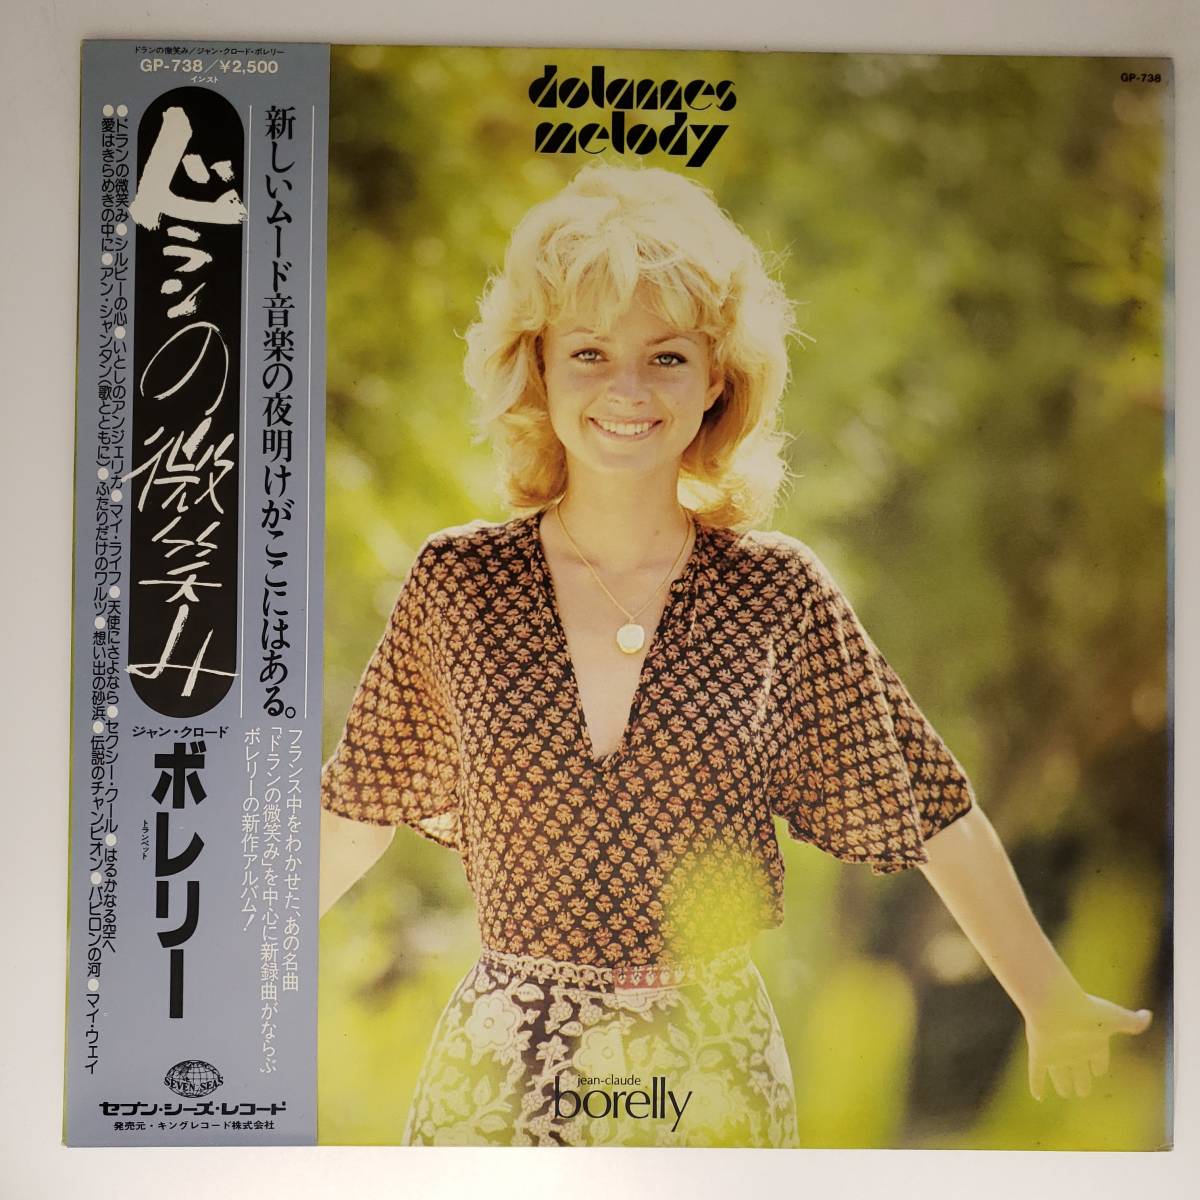 ドランの微笑み／ジャン・クロード・ボレリー
GP-738／¥2,500
インスト
新しいムード音楽の夜明けがここにはある。
フランス中をわかせた、あの名曲
「ドランの微笑み」を中心に新録曲がならぶ
ボレリーの新作アルバム！
ドランの微笑み
ジャン・クロード
ボレリー
トランペット
●ドランの微笑み●シルビーの心●いとしのアンジェリカ●マイ・ライフ●天使にさよなら●セクシー・クール●はるかなる空へ
●愛はきらめきの中に●アン・シャンタン（歌とともに）●ふたりだけのワルツ●想い出の砂浜●伝説のチャンピオン●バビロンの河●マイ・ウェイ
SEVEN SEAS
セブン・シーズ・レコード
発売元・キングレコード株式会社
dolannes
melody
GP-738
jean-claude
borelly